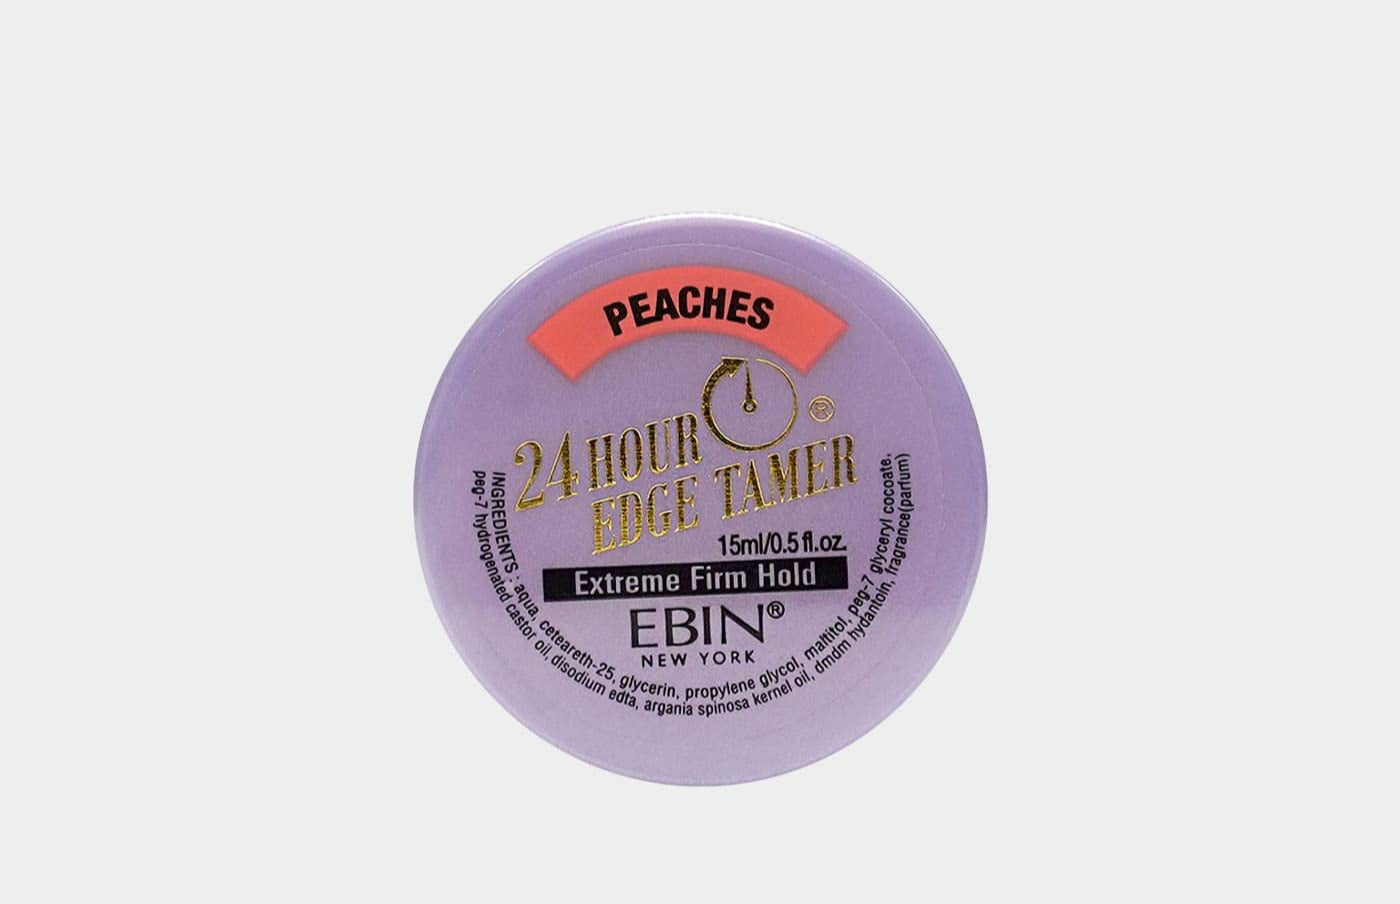 PEACHES
24 HOUR
EDGE TAMER ®
15ml/0.5 fl.oz.
Extreme Firm Hold
EBIN®
NEW YORK
INGREDIENTS : aqua, ceteareth-25, glycerin, propylene glycol, maltitol, peg-7 glyceryl cocoate,
peg-7 hydrogenated castor oil, disodium edta, argania spinosa kernel oil, dmdm hydantoin, fragrance(parfum)